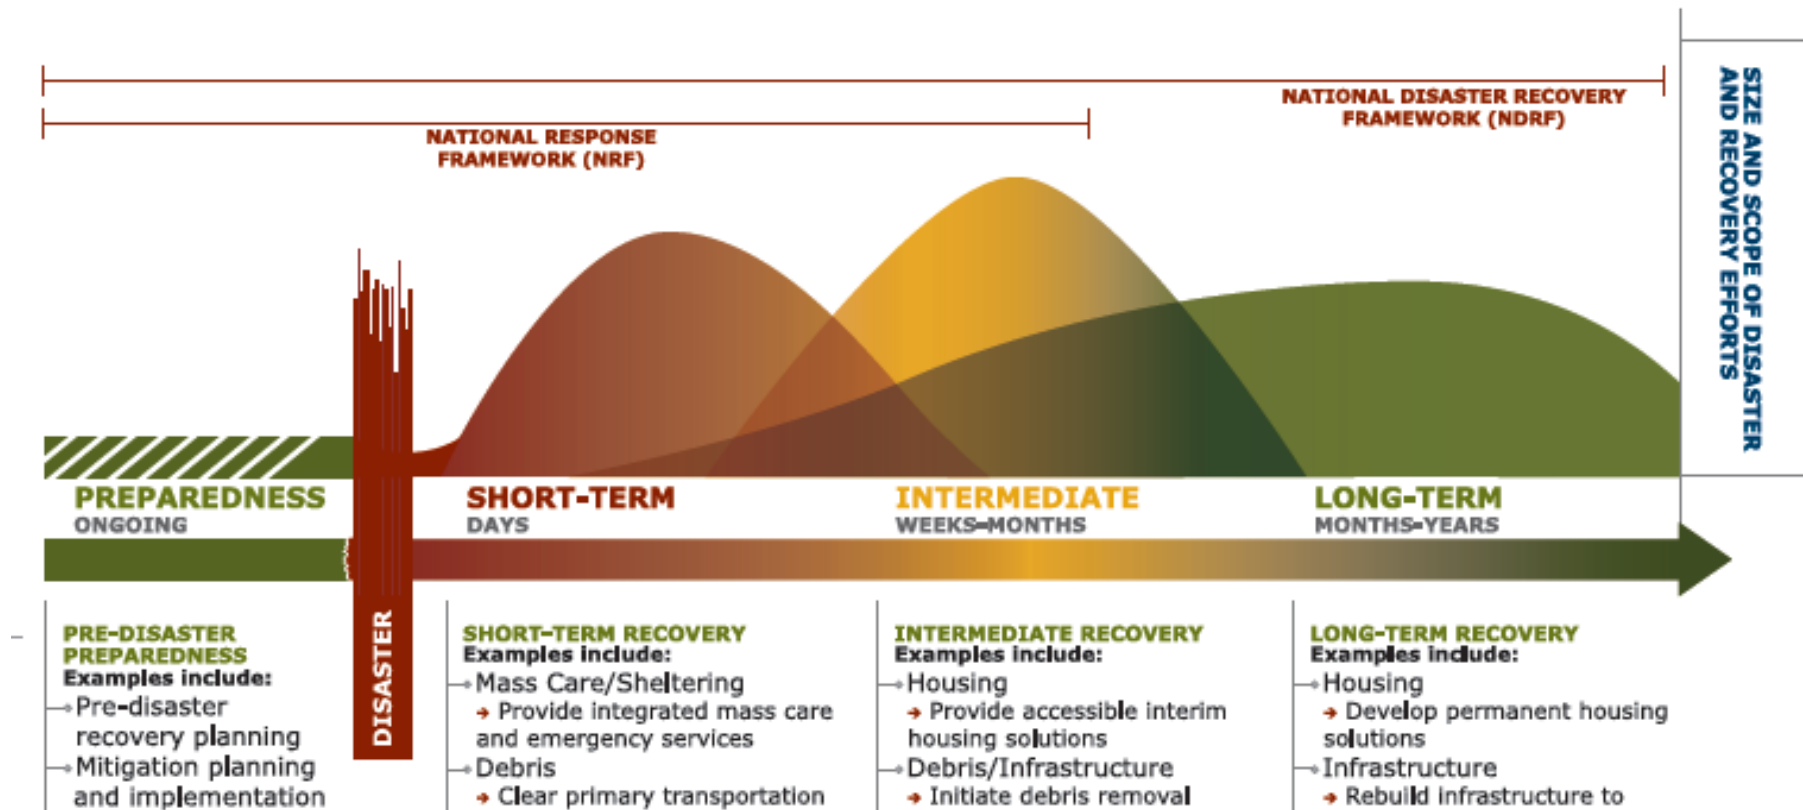 NATIONAL DISASTER RECOVERY
FRAMEWORK (NDRF)
NATIONAL RESPONSE
FRAMEWORK (NRF)
SIZE AND SCOPE OF DISASTER
AND RECOVERY EFFORTS
PREPAREDNESS
ONGOING
SHORT-TERM
DAYS
INTERMEDIATE
WEEKS-MONTHS
LONG-TERM
MONTHS-YEARS
DISASTER
PRE-DISASTER
PREPAREDNESS
Examples include:
Pre-disaster
recovery planning
Mitigation planning
and implementation
SHORT-TERM RECOVERY
Examples include:
Mass Care/Sheltering
➔ Provide integrated mass care
and emergency services
Debris
➔ Clear primary transportation
INTERMEDIATE RECOVERY
Examples include:
Housing
➔ Provide accessible interim
housing solutions
Debris/Infrastructure
➔ Initiate debris removal
LONG-TERM RECOVERY
Examples include:
Housing
➔ Develop permanent housing
solutions
Infrastructure
➔ Rebuild infrastructure to